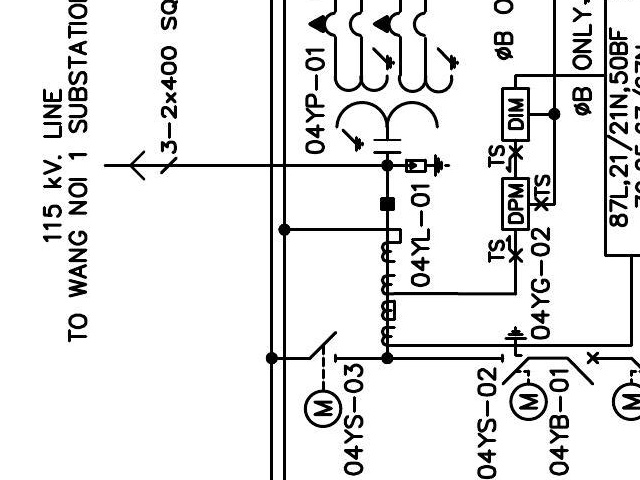 115 kV. LINE
TO WANG NOI 1 SUBSTATION
3-2x400 SQ
04YP-01
04YL-01
04YS-03
M
ØB O
DIM
TS
DPM
TS
TS
04YG-02
04YS-02
M
04YB-01
ØB ONLY
87L,21/21N,50BF
M